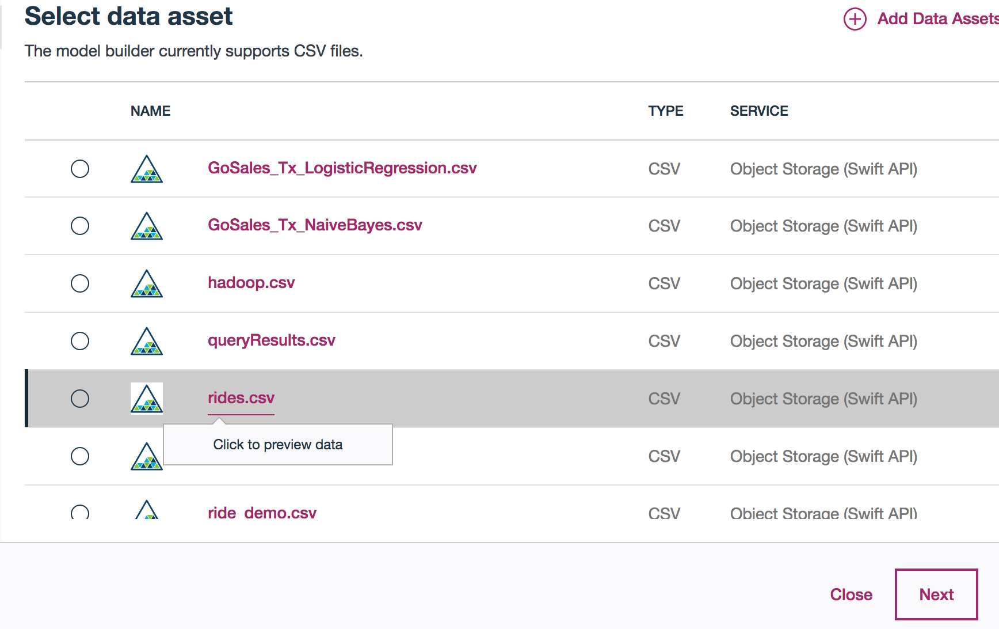 Select data asset
Add Data Assets
The model builder currently supports CSV files.
NAME TYPE SERVICE
GoSales_Tx_LogisticRegression.csv CSV Object Storage (Swift API)
GoSales_Tx_NaiveBayes.csv CSV Object Storage (Swift API)
hadoop.csv CSV Object Storage (Swift API)
queryResults.csv CSV Object Storage (Swift API)
rides.csv CSV Object Storage (Swift API)
Click to preview data
CSV Object Storage (Swift API)
ride_demo.csv CSV Object Storage (Swift API)
Close Next